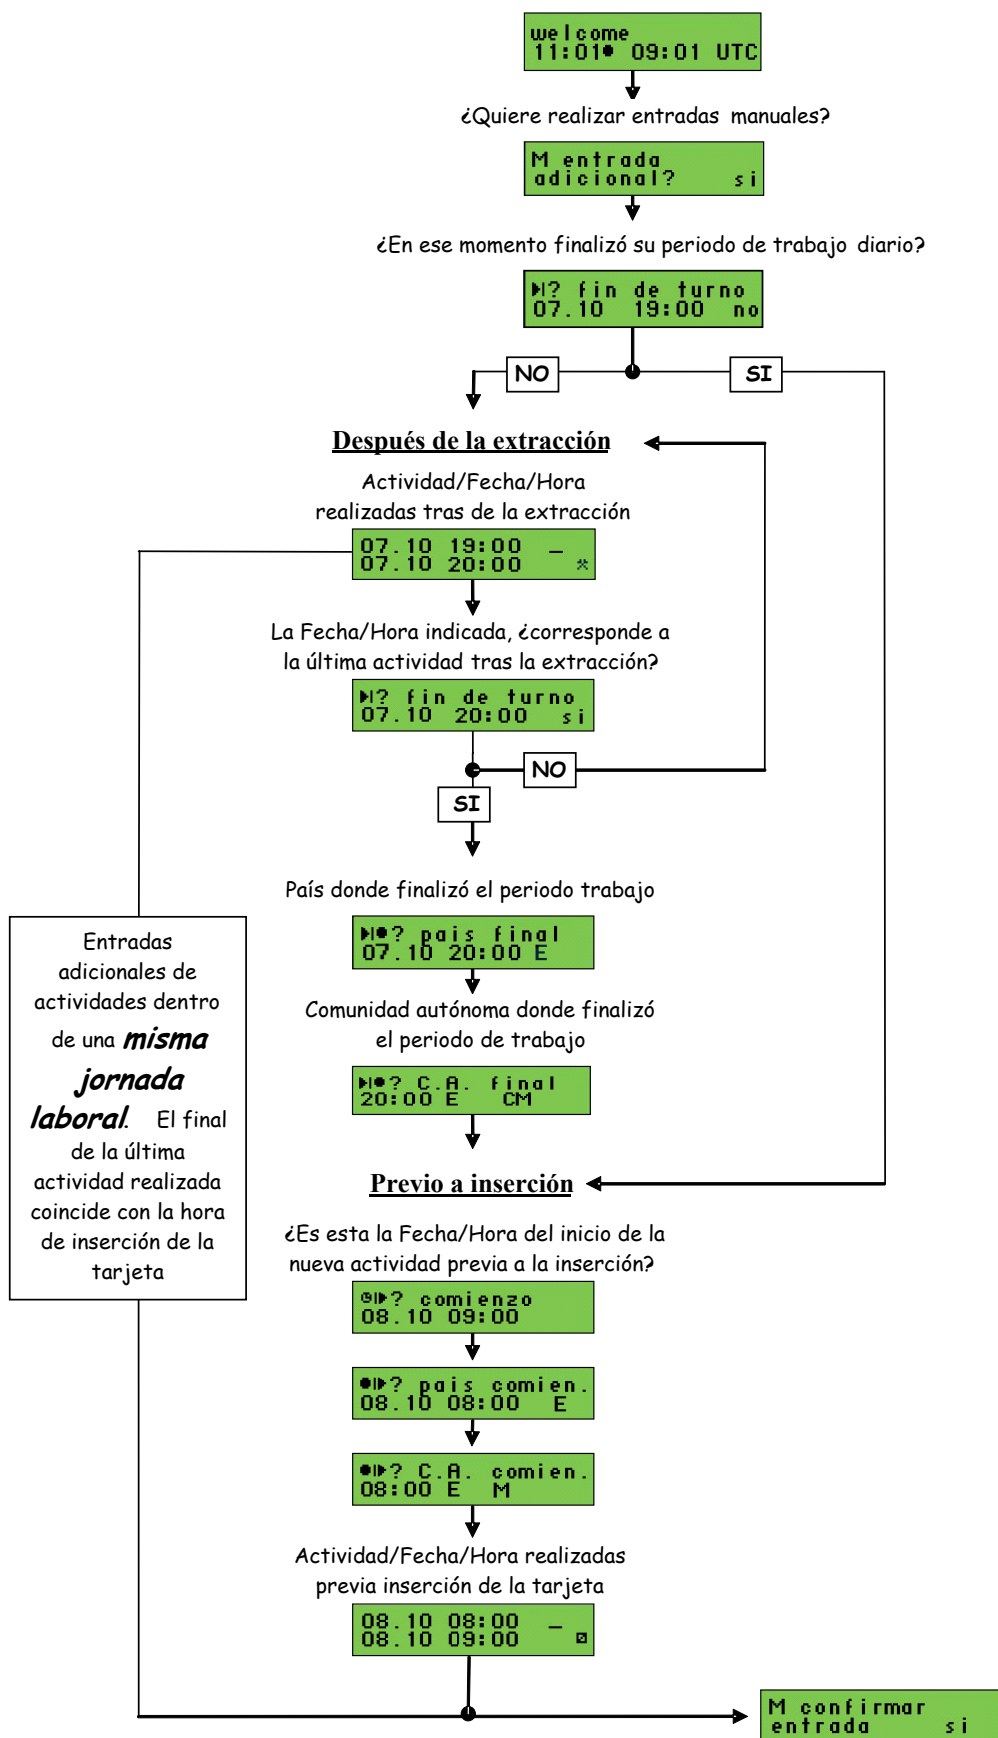 welcome
11:01● 09:01 UTC
¿Quiere realizar entradas manuales?
M entrada
adicional? si
¿En ese momento finalizó su periodo de trabajo diario?
? fin de turno
07.10 19:00 no
NO
SI
Después de la extracción
Actividad/Fecha/Hora
realizadas tras de la extracción
07.10 19:00 –
07.10 20:00
La Fecha/Hora indicada, ¿corresponde a
la última actividad tras la extracción?
? fin de turno
07.10 20:00 si
NO
SI
País donde finalizó el periodo trabajo
●? pais final
07.10 20:00 E
Comunidad autónoma donde finalizó
el periodo de trabajo
●? C.A. final
20:00 E CM
Entradas
adicionales de
actividades dentro
de una misma
jornada
laboral. El final
de la última
actividad realizada
coincide con la hora
de inserción de la
tarjeta
Previo a inserción
¿Es esta la Fecha/Hora del inicio de la
nueva actividad previa a la inserción?
? comienzo
08.10 09:00
●? pais comien.
08.10 08:00 E
●? C.A. comien.
08:00 E M
Actividad/Fecha/Hora realizadas
previa inserción de la tarjeta
08.10 08:00 –
08.10 09:00
M confirmar
entrada si